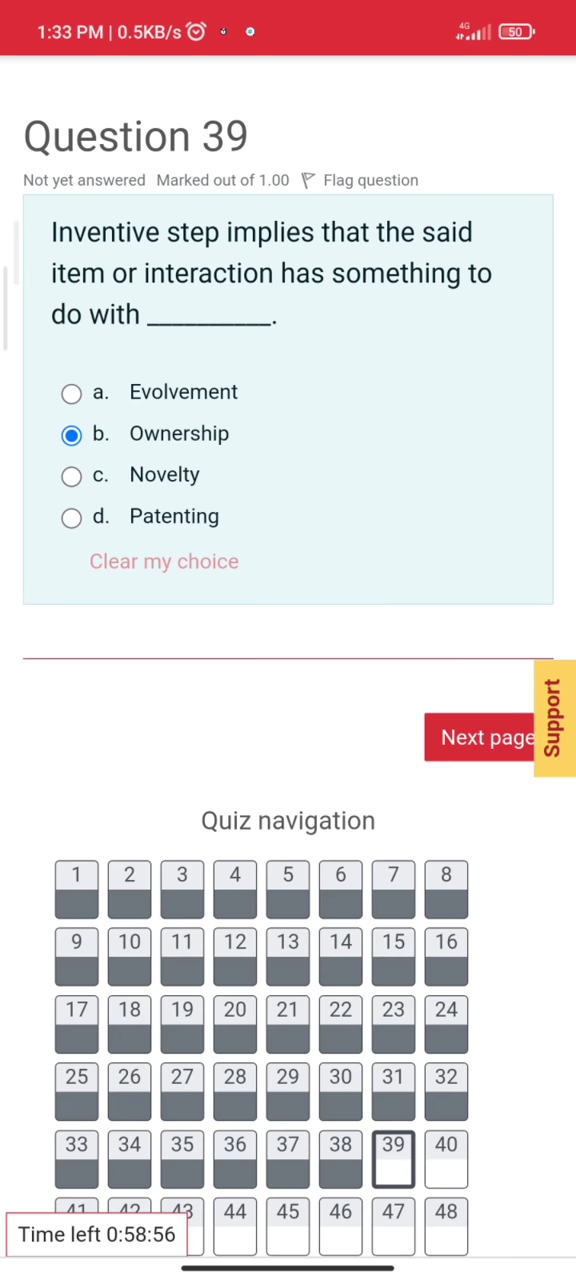 1:33 PM | 0.5KB/s
4G
50
Question 39
Not yet answered Marked out of 1.00 Flag question
Inventive step implies that the said
item or interaction has something to
do with __________.
a. Evolvement
b. Ownership
c. Novelty
d. Patenting
Clear my choice
Support
Next page
Quiz navigation
1 2 3 4 5 6 7 8
9 10 11 12 13 14 15 16
17 18 19 20 21 22 23 24
25 26 27 28 29 30 31 32
33 34 35 36 37 38 39 40
41 42 43 44 45 46 47 48
Time left 0:58:56